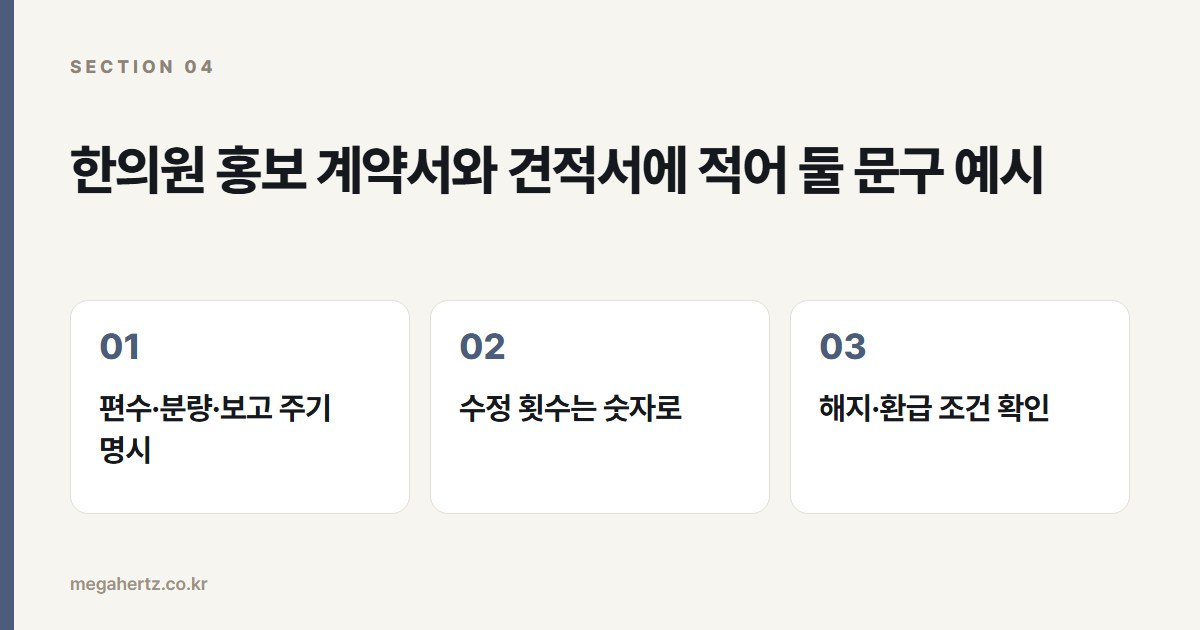 SECTION 04
한의원 홍보 계약서와 견적서에 적어 둘 문구 예시
01
편수·분량·보고 주기
명시
02
수정 횟수는 숫자로
03
해지·환급 조건 확인
megahertz.co.kr